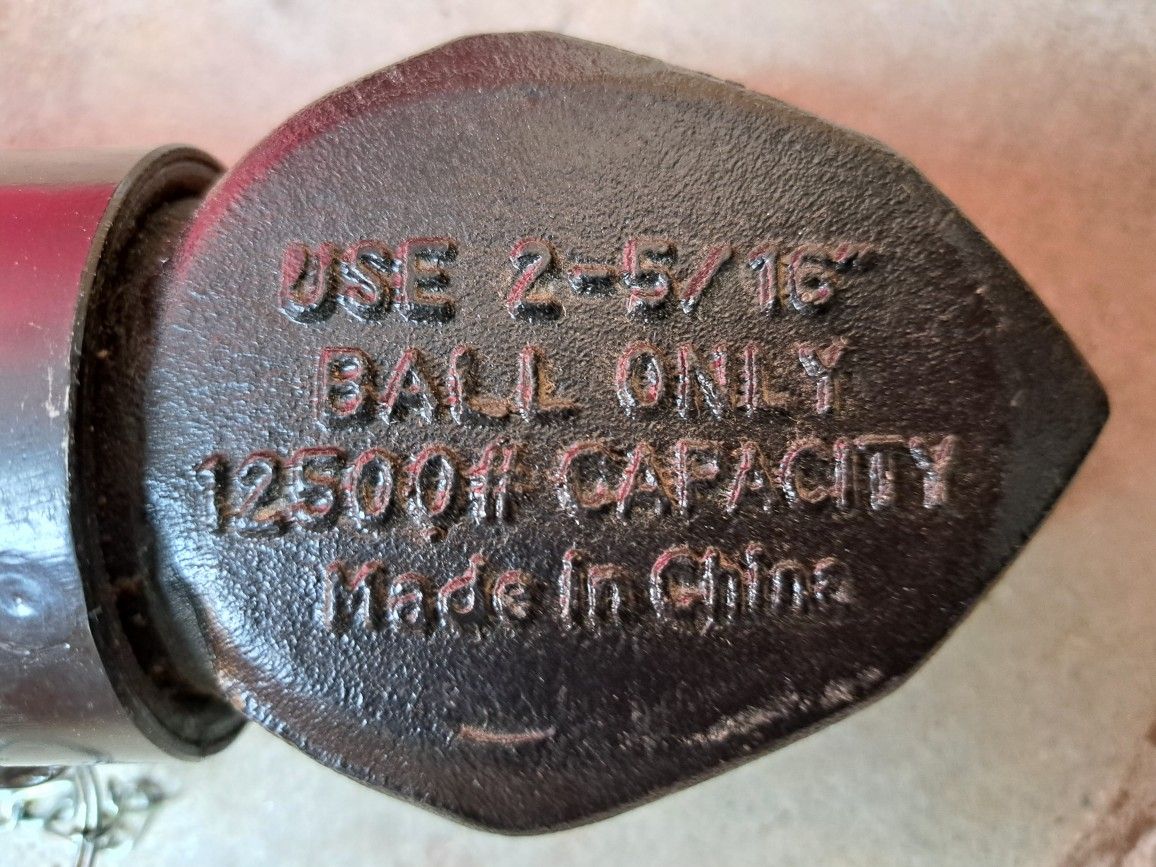 USE 2-5/16"
BALL ONLY
12500# CAPACITY
Made in China